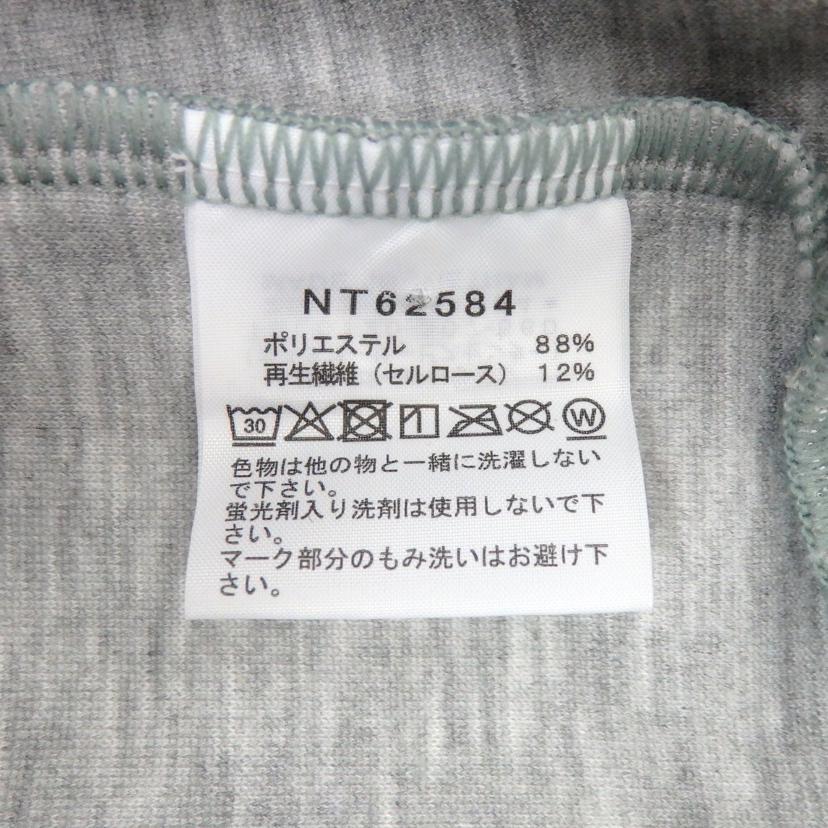 NT62584
ポリエステル 88%
再生繊維（セルロース） 12%
30 W
色物は他の物と一緒に洗濯しない
で下さい。
蛍光剤入り洗剤は使用しないで下
さい。
マーク部分のもみ洗いはお避け下
さい。